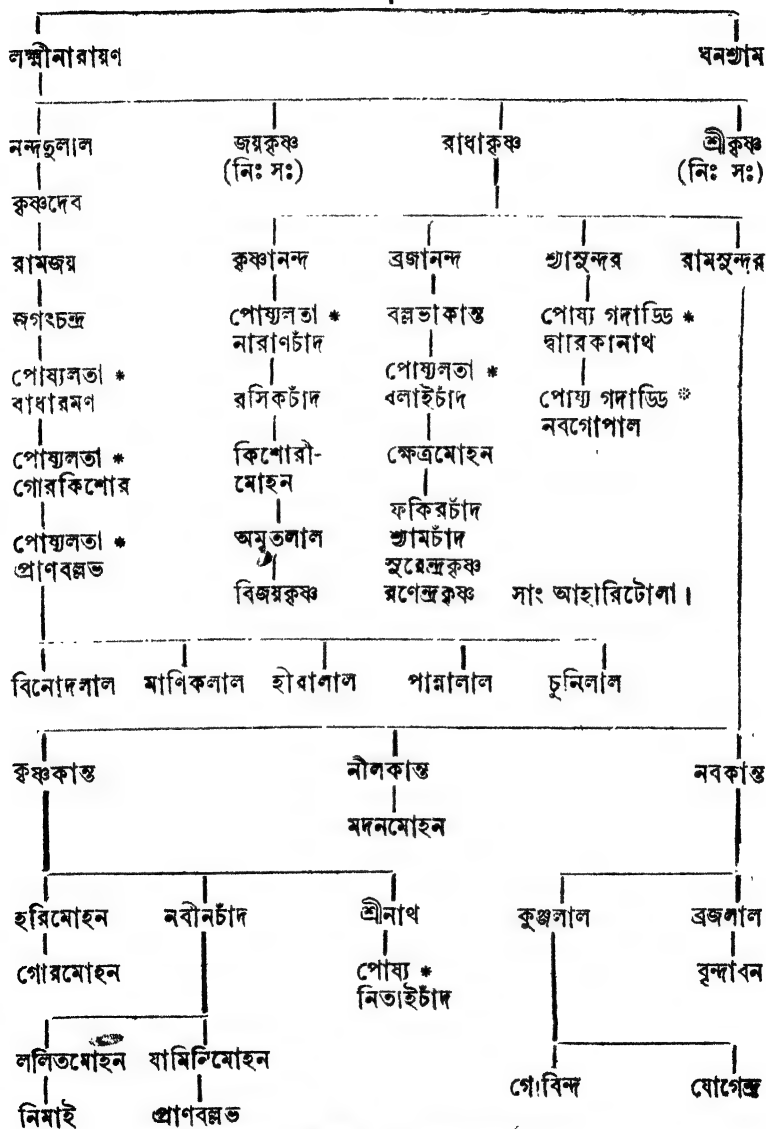 লক্ষ্মীনারায়ণ ঘনশ্যাম
নন্দদুলাল জয়কৃষ্ণ রাধাকৃষ্ণ শ্রীকৃষ্ণ
(নিঃ সঃ) (নিঃ সঃ)
কৃষ্ণদেব
রামজয় কৃষ্ণানন্দ ব্রজানন্দ শ্যাসুন্দর রামসুন্দর
জগৎচন্দ্র পোষ্যলতা * বল্লভাকান্ত পোষ্য গদাড্ডি *
নারাণচাঁদ দ্বারিকানাথ
পোষ্যলতা * পোষ্যলতা *
বাধারমণ রসিকচাঁদ বলাইচাঁদ পোষ্য গদাড্ডি *
নবগোপাল
পোষ্যলতা * কিশোরী- ক্ষেত্রমোহন
গোরকিশোর মোহন
ফকিরচাঁদ
পোষ্যলতা * অমৃতলাল শ্যামচাঁদ
প্রাণবল্লভ সুরেন্দ্রকৃষ্ণ
বিজয়কৃষ্ণ রণেন্দ্রকৃষ্ণ সাং আহারিটোলা।
বিনোদলাল মাণিকলাল হীরালাল পান্নালাল চুনিলাল
কৃষ্ণকান্ত নীলকান্ত নবকান্ত
মদনমোহন
হরিমোহন নবীনচাঁদ শ্রীনাথ কুঞ্জলাল ব্রজলাল
গোরমোহন পোষ্য * বৃন্দাবন
নিতাইচাঁদ
ললিতমোহন যামিনিমোহন গোবিন্দ যোগেন্দ্র
নিমাই প্রাণবল্লভ